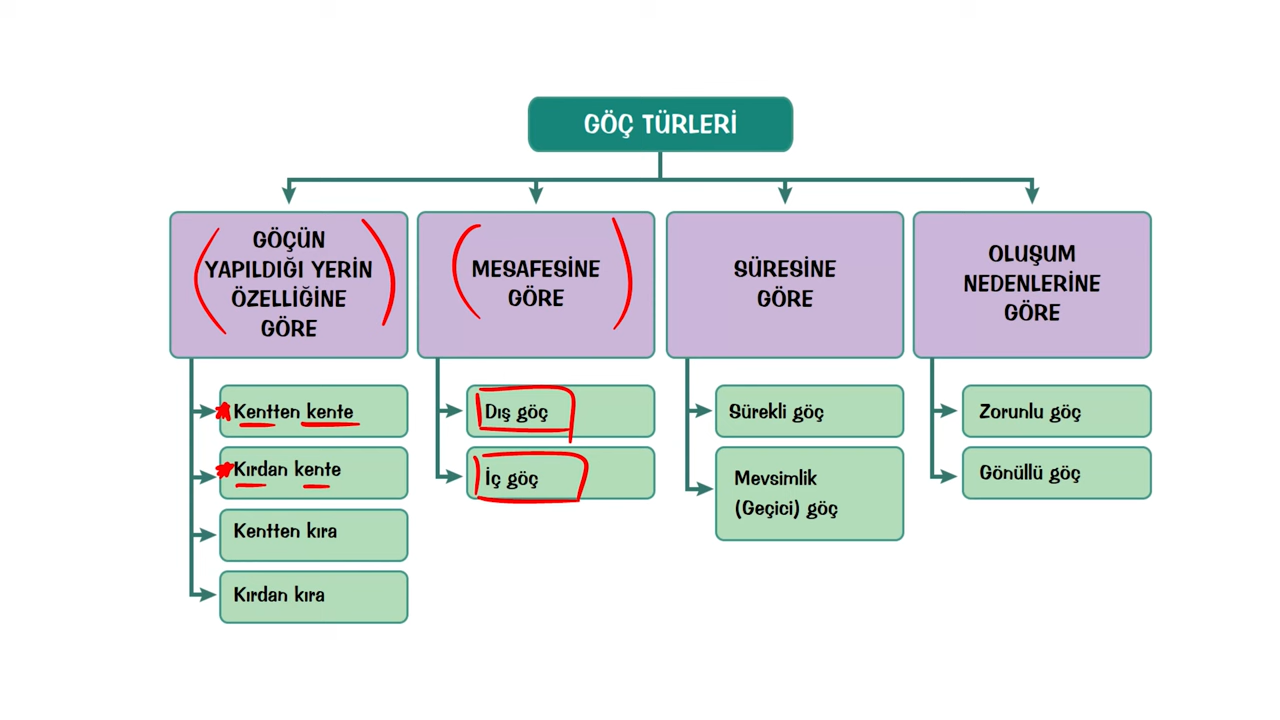 GÖÇ TÜRLERİ
GÖÇÜN
YAPILDIĞI YERİN
ÖZELLİĞİNE
GÖRE
Kentten kente
Kırdan kente
Kentten kıra
Kırdan kıra
MESAFESİNE
GÖRE
Dış göç
İç göç
SÜRESİNE
GÖRE
Sürekli göç
Mevsimlik
(Geçici) göç
OLUŞUM
NEDENLERİNE
GÖRE
Zorunlu göç
Gönüllü göç